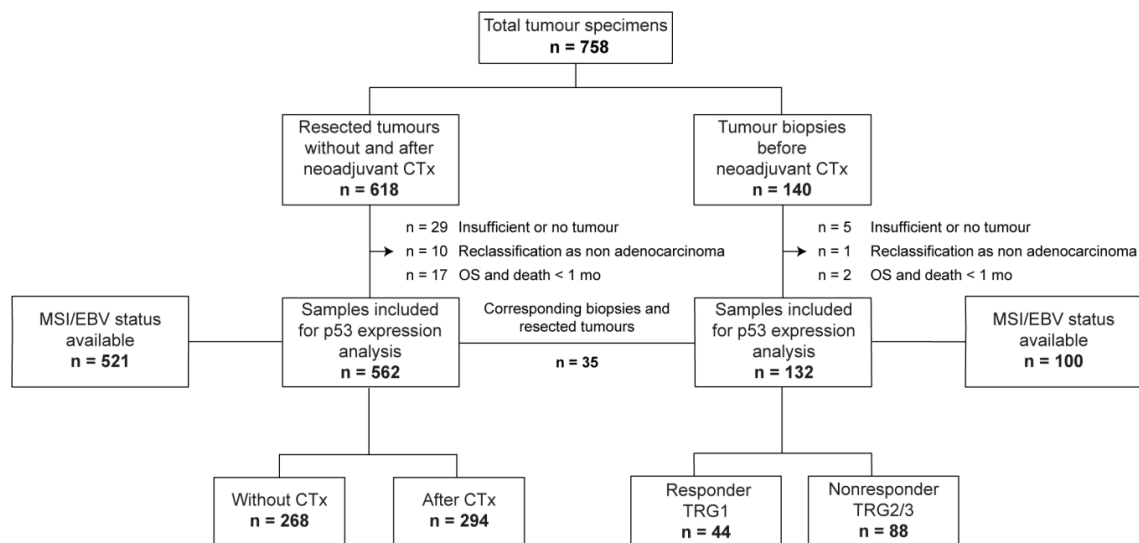 Total tumour specimens
n = 758
Resected tumours
without and after
neoadjuvant CTx
n = 618
Tumour biopsies
before
neoadjuvant CTx
n = 140
n = 29 Insufficient or no tumour
n = 10 Reclassification as non adenocarcinoma
n = 17 OS and death < 1 mo
n = 5 Insufficient or no tumour
n = 1 Reclassification as non adenocarcinoma
n = 2 OS and death < 1 mo
MSI/EBV status
available
n = 521
Samples included
for p53 expression
analysis
n = 562
Corresponding biopsies and
resected tumours
n = 35
Samples included
for p53 expression
analysis
n = 132
MSI/EBV status
available
n = 100
Without CTx
n = 268
After CTx
n = 294
Responder
TRG1
n = 44
Nonresponder
TRG2/3
n = 88